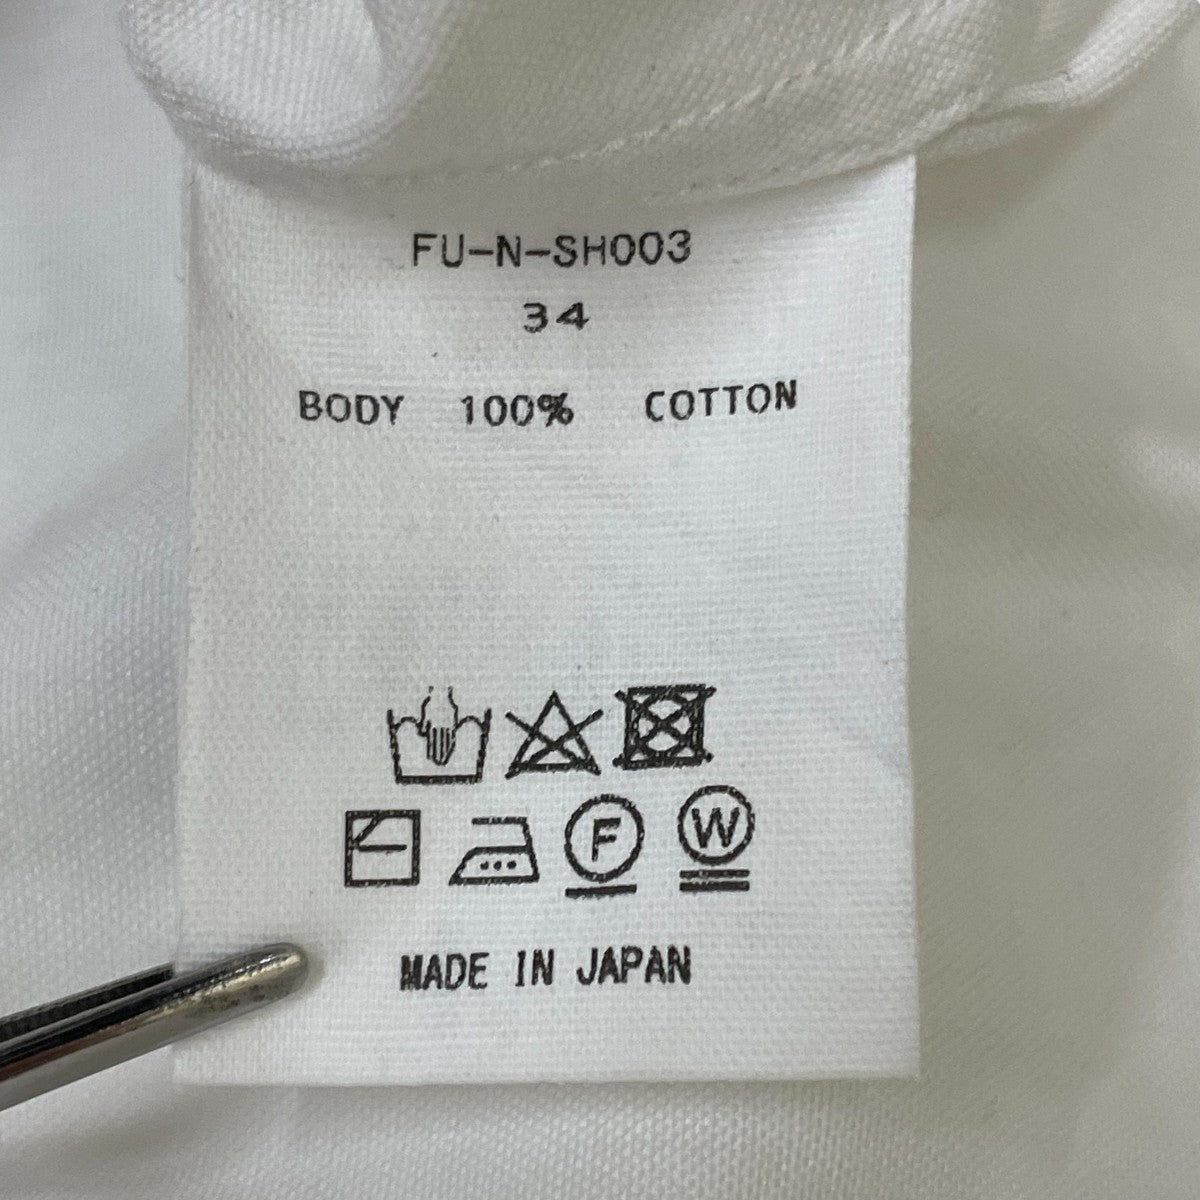 FU-N-SH003
34
BODY 100% COTTON
F W
MADE IN JAPAN